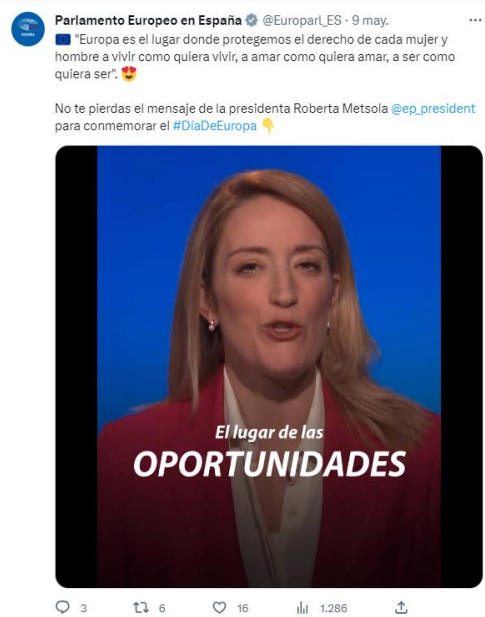 Parlamento Europeo en España @Europarl_ES · 9 may.
🇪🇺 "Europa es el lugar donde protegemos el derecho de cada mujer y
hombre a vivir como quiera vivir, a amar como quiera amar, a ser como
quiera ser". 😍
No te pierdas el mensaje de la presidenta Roberta Metsola @ep_president
para conmemorar el #DíaDeEuropa 👇
El lugar de las
OPORTUNIDADES
3 6 16 1.286